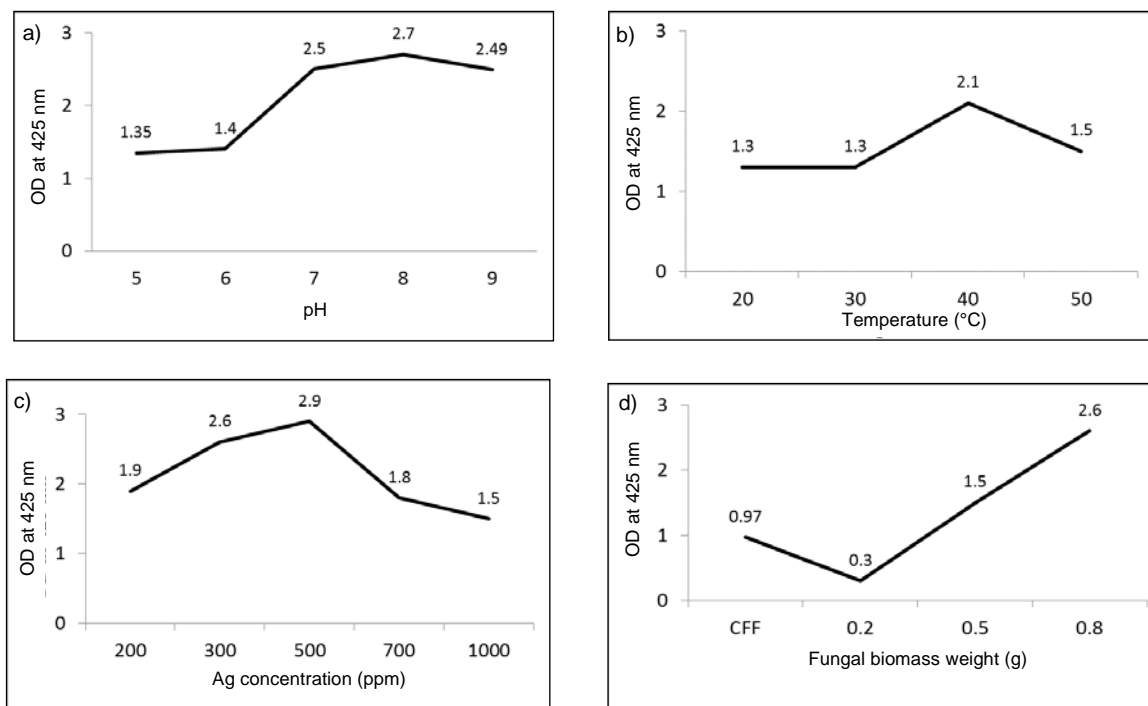 a)
3
2
1
0
OD at 425 nm
1.35
1.4
2.5
2.7
2.49
5 6 7 8 9
pH
b)
3
2
1
0
OD at 425 nm
1.3
1.3
2.1
1.5
20 30 40 50
Temperature (°C)
c)
3
2
1
0
OD at 425 nm
1.9
2.6
2.9
1.8
1.5
200 300 500 700 1000
Ag concentration (ppm)
d)
3
2
1
0
OD at 425 nm
0.97
0.3
1.5
2.6
CFF 0.2 0.5 0.8
Fungal biomass weight (g)